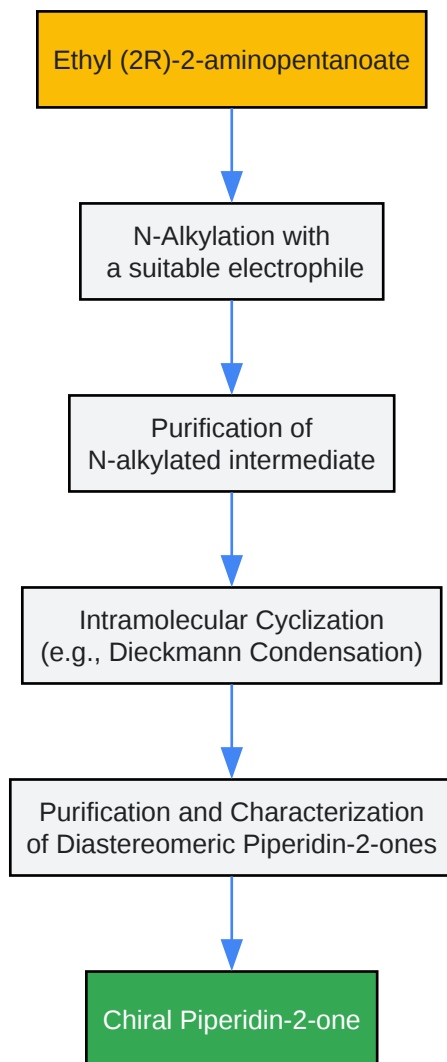 Ethyl (2R)-2-aminopentanoate
N-Alkylation with
a suitable electrophile
Purification of
N-alkylated intermediate
Intramolecular Cyclization
(e.g., Dieckmann Condensation)
Purification and Characterization
of Diastereomeric Piperidin-2-ones
Chiral Piperidin-2-one